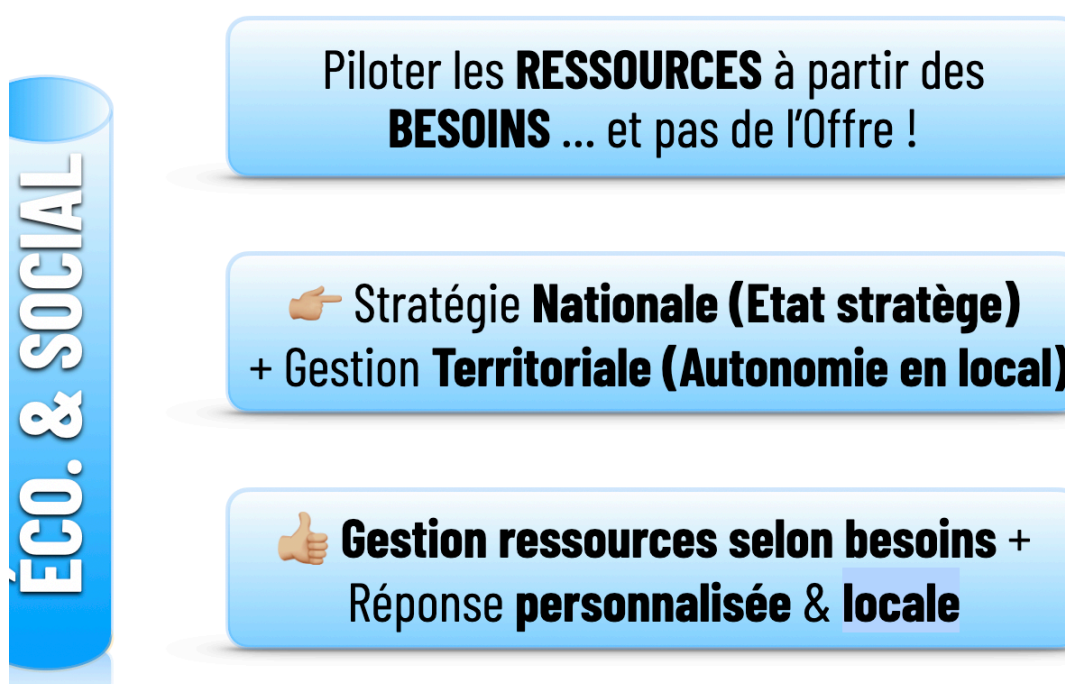 ÉCO. & SOCIAL
Piloter les RESSOURCES à partir des
BESOINS ... et pas de l’Offre !
👉🏼 Stratégie Nationale (Etat stratège)
+ Gestion Territoriale (Autonomie en local)
👍🏼 Gestion ressources selon besoins +
Réponse personnalisée & locale